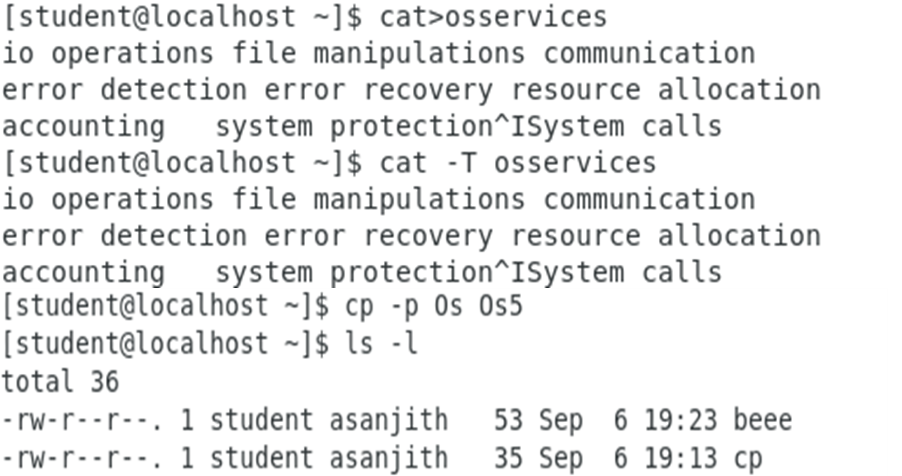 [student@localhost ~]$ cat>osservices
io operations file manipulations communication
error detection error recovery resource allocation
accounting   system protection^ISystem calls
[student@localhost ~]$ cat -T osservices
io operations file manipulations communication
error detection error recovery resource allocation
accounting   system protection^ISystem calls
[student@localhost ~]$ cp -p Os Os5
[student@localhost ~]$ ls -l
total 36
-rw-r--r--. 1 student asanjith   53 Sep  6 19:23 beee
-rw-r--r--. 1 student asanjith   35 Sep  6 19:13 cp